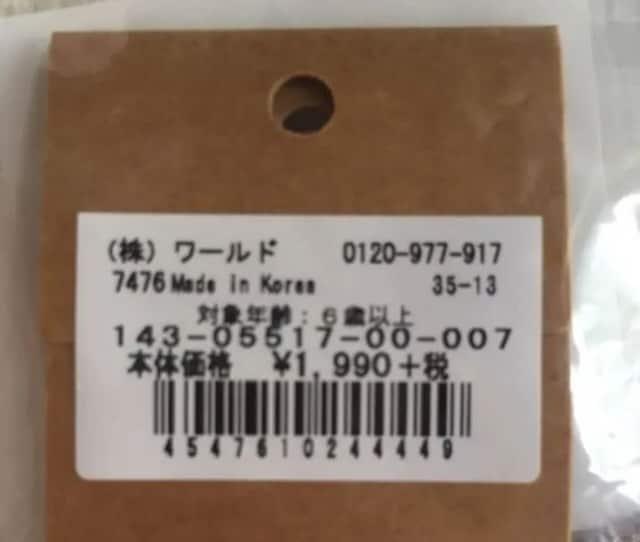 (株) ワールド 0120-977-917
7476 Made in Korea 35-13
対象年齢:6歳以上
143-05517-00-007
本体価格 ¥1,990+税
4547610244449